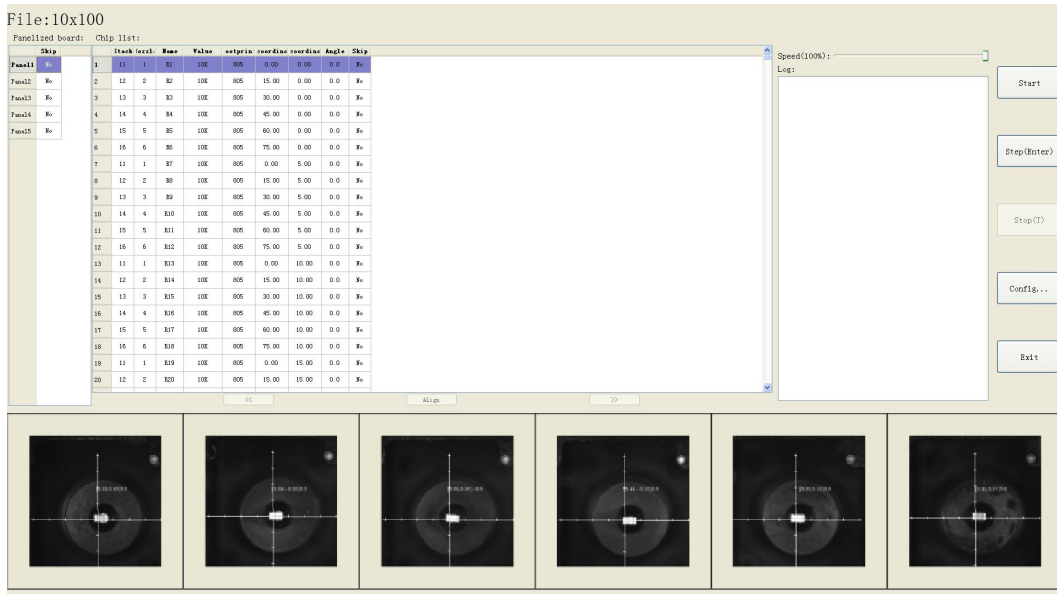 File:10x100
Panelized board: Chip list:
Speed(100%):
Log:
Skip
Panel1 No
Panel2 No
Panel3 No
Panel4 No
Panel5 No
Stack Nozzl Name Value ootprin coordinc coordinc Angle Skip
1 11 1 R1 10K 805 0.00 0.00 0.0 No
2 12 2 R2 10K 805 15.00 0.00 0.0 No
3 13 3 R3 10K 805 30.00 0.00 0.0 No
4 14 4 R4 10K 805 45.00 0.00 0.0 No
5 15 5 R5 10K 805 60.00 0.00 0.0 No
6 16 6 R6 10K 805 75.00 0.00 0.0 No
7 11 1 R7 10K 805 0.00 5.00 0.0 No
8 12 2 R8 10K 805 15.00 5.00 0.0 No
9 13 3 R9 10K 805 30.00 5.00 0.0 No
10 14 4 R10 10K 805 45.00 5.00 0.0 No
11 15 5 R11 10K 805 60.00 5.00 0.0 No
12 16 6 R12 10K 805 75.00 5.00 0.0 No
13 11 1 R13 10K 805 0.00 10.00 0.0 No
14 12 2 R14 10K 805 15.00 10.00 0.0 No
15 13 3 R15 10K 805 30.00 10.00 0.0 No
16 14 4 R16 10K 805 45.00 10.00 0.0 No
17 15 5 R17 10K 805 60.00 10.00 0.0 No
18 16 6 R18 10K 805 75.00 10.00 0.0 No
19 11 1 R19 10K 805 0.00 15.00 0.0 No
20 12 2 R20 10K 805 15.00 15.00 0.0 No
<< Align >>
Start
Step(Enter)
Stop(T)
Config...
Exit